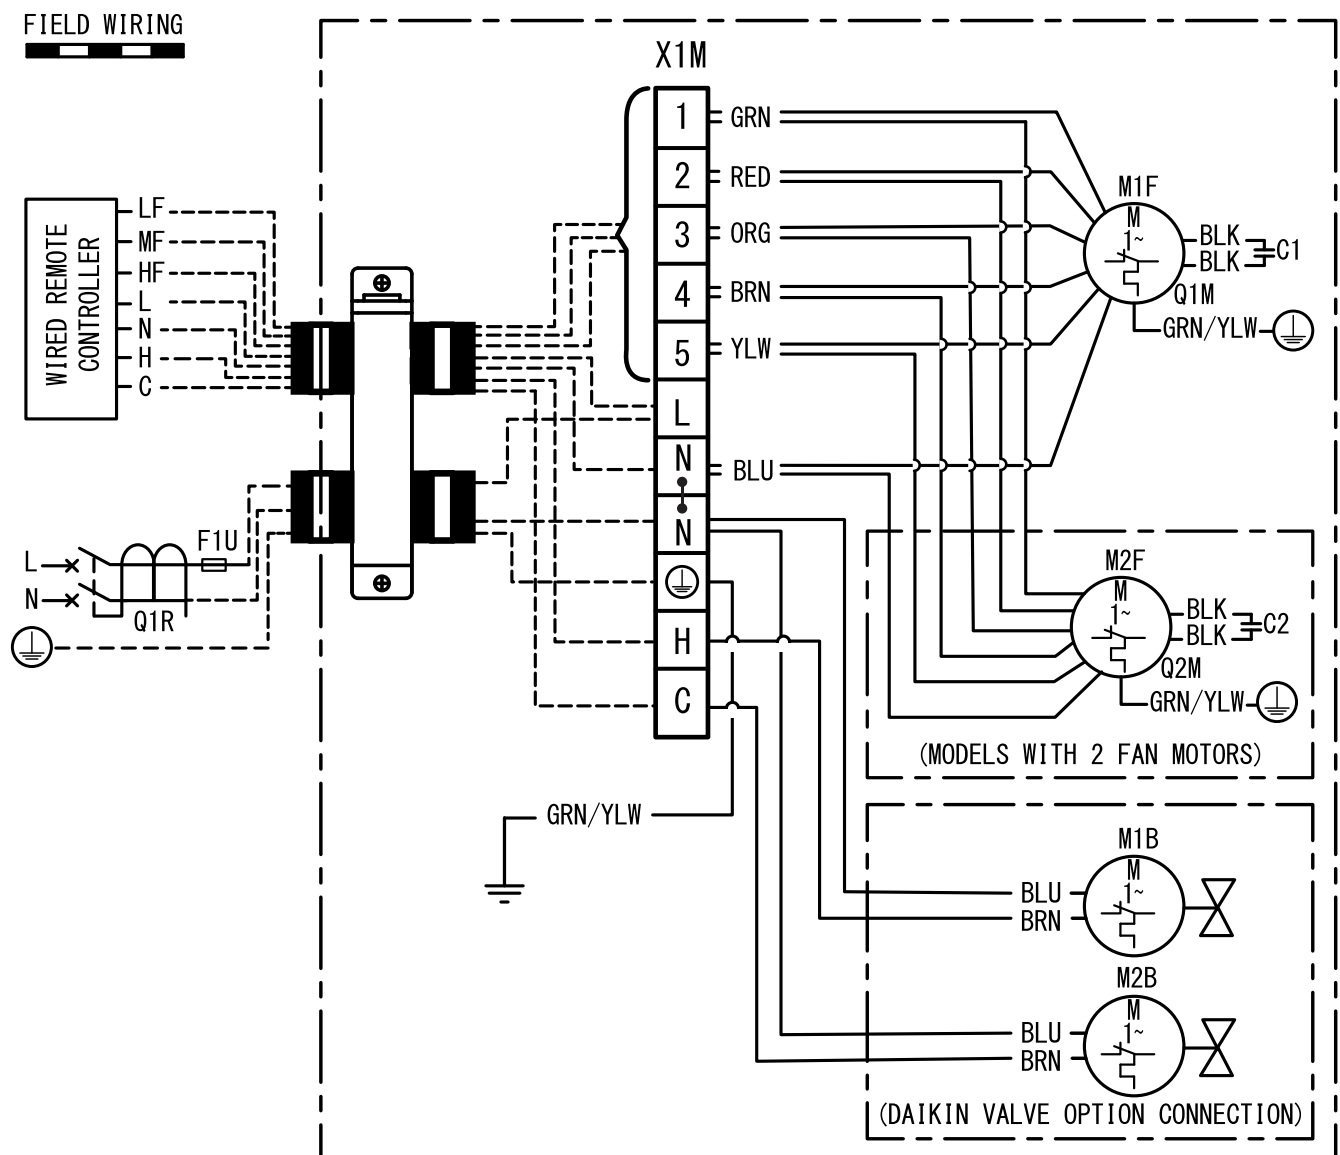 FIELD WIRING
X1M
1
2
3
4
5
L
N
N
H
C
GRN
RED
ORG
BRN
YLW
BLU
WIRED REMOTE
CONTROLLER
LF
MF
HF
L
N
H
C
L
N
F1U
Q1R
M1F
M
1~
BLK
BLK
C1
Q1M
GRN/YLW
M2F
M
1~
BLK
BLK
C2
Q2M
GRN/YLW
(MODELS WITH 2 FAN MOTORS)
GRN/YLW
M1B
M
1~
BLU
BRN
M2B
M
1~
BLU
BRN
(DAIKIN VALVE OPTION CONNECTION)